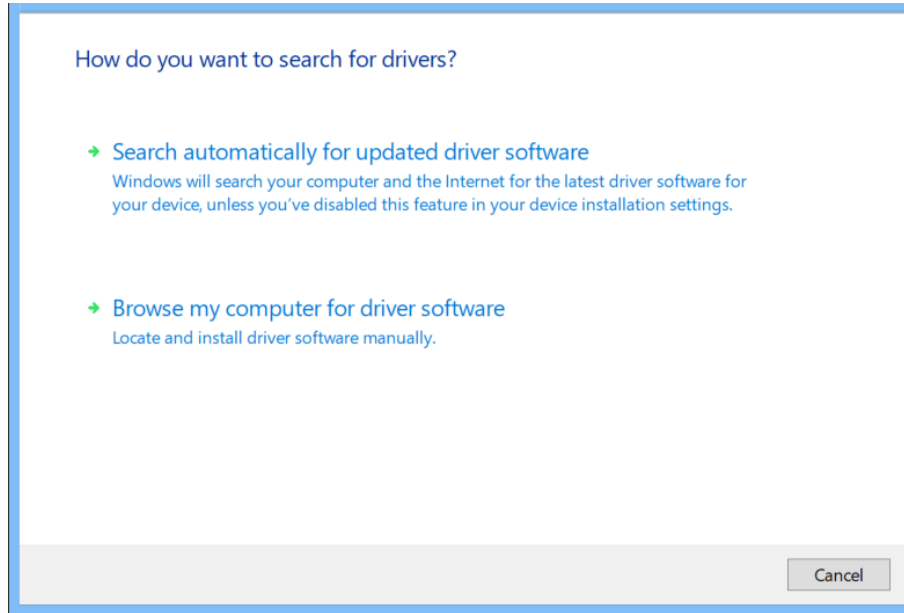 How do you want to search for drivers?
Search automatically for updated driver software
Windows will search your computer and the Internet for the latest driver software for
your device, unless you've disabled this feature in your device installation settings.
Browse my computer for driver software
Locate and install driver software manually.
Cancel